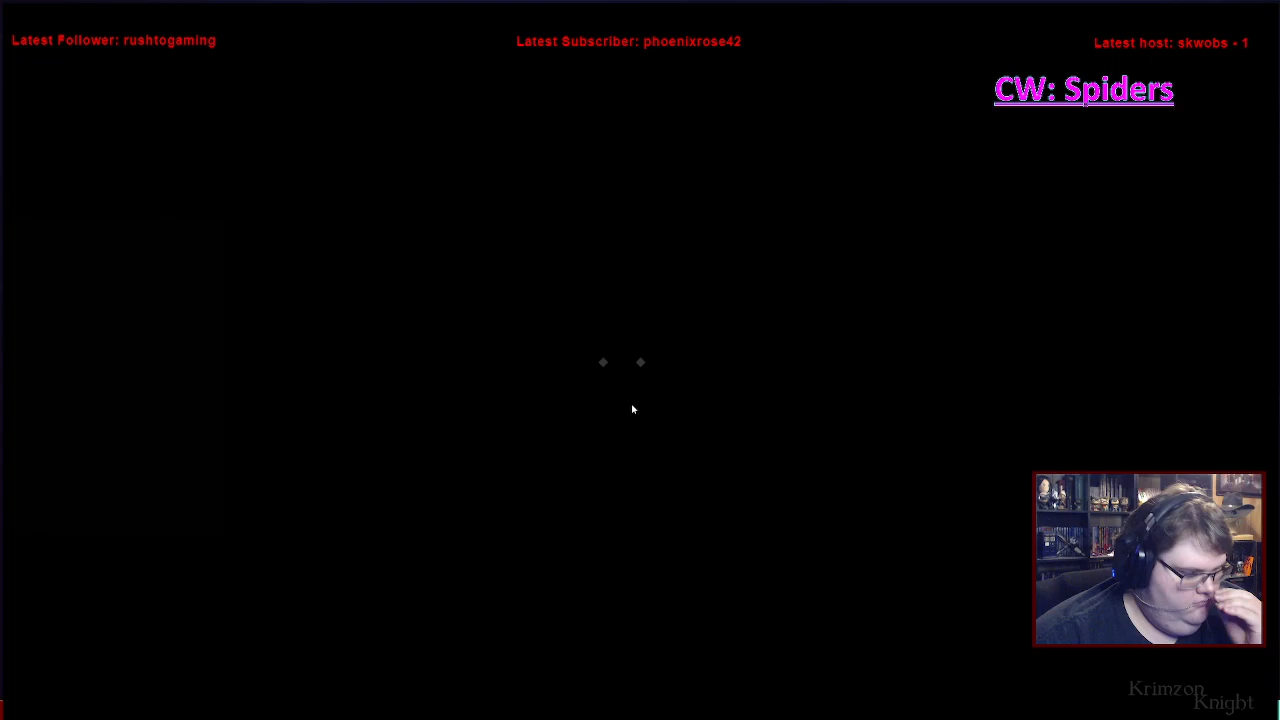 Latest Follower: rushtogaming
Latest Subscriber: phoenixrose42
Latest host: skwobs - 1
CW: Spiders
Krimzon
Knight